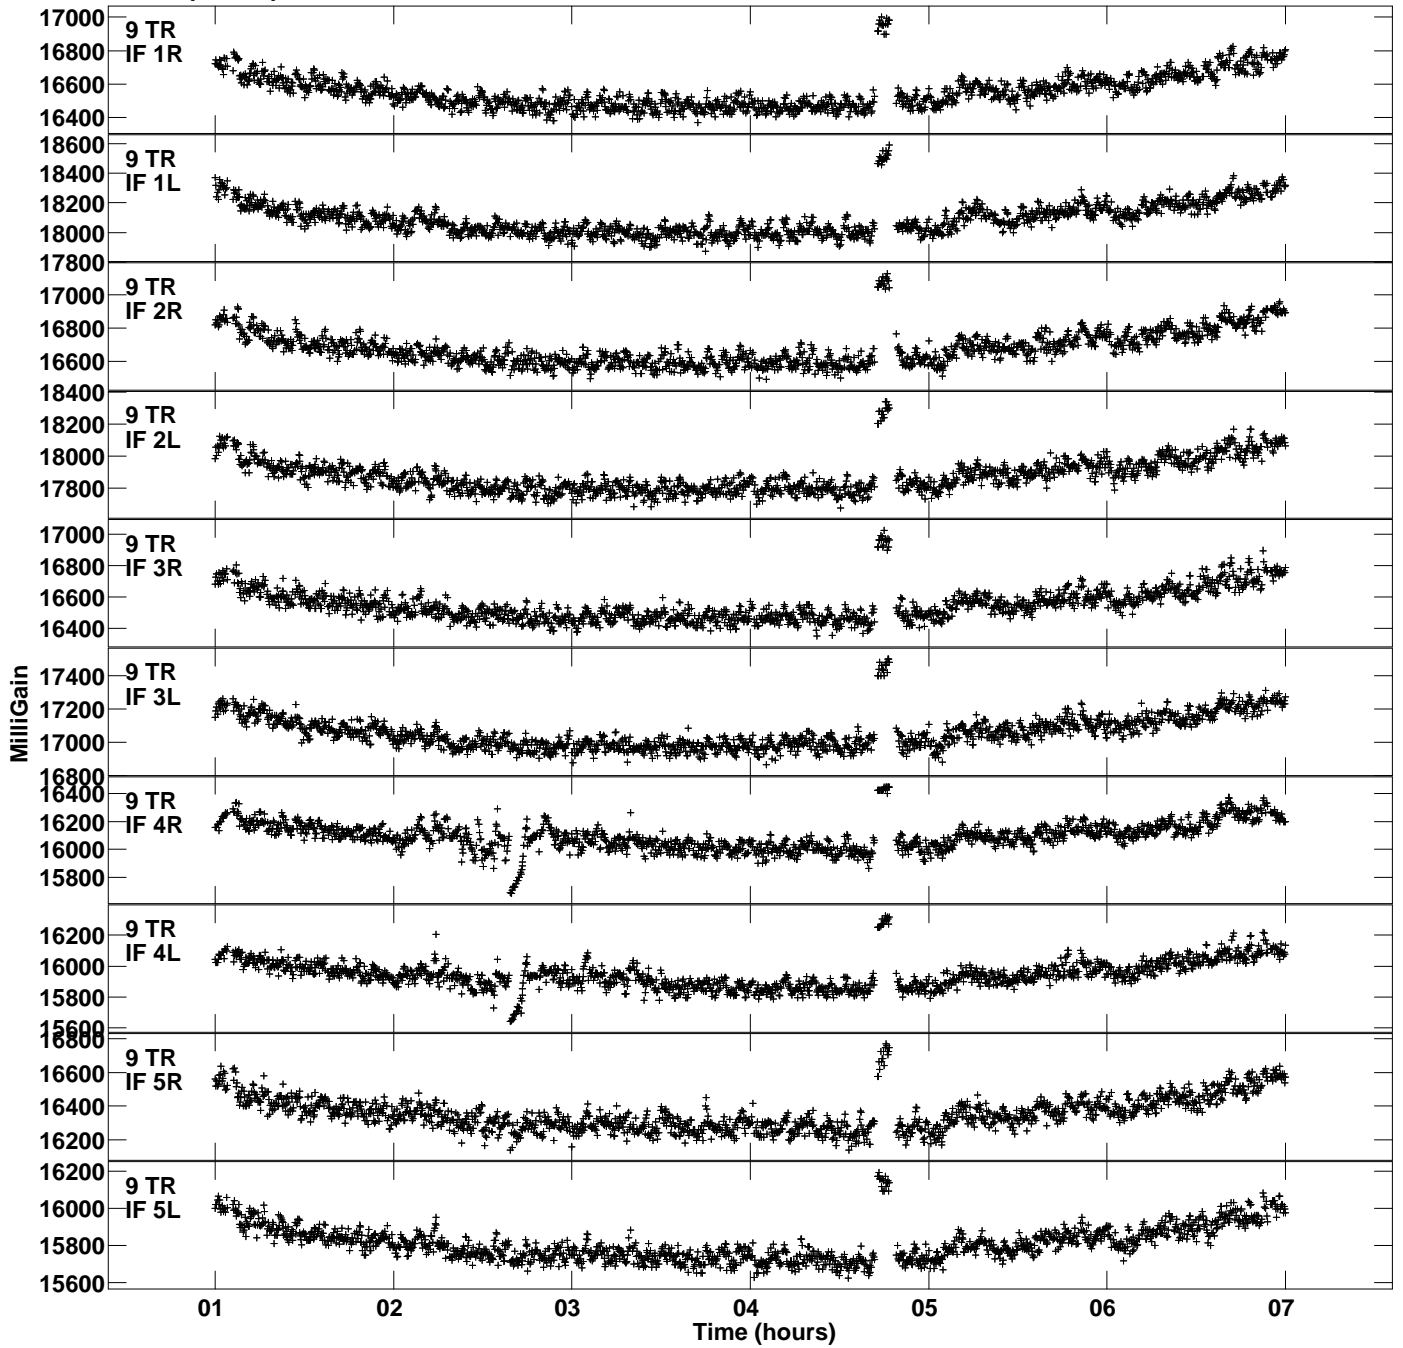 17000
16800
16600
16400
9 TR
IF 1R
18600
18400
18200
18000
17800
9 TR
IF 1L
17000
16800
16600
9 TR
IF 2R
18400
18200
18000
17800
9 TR
IF 2L
17000
16800
16600
16400
9 TR
IF 3R
17400
17200
17000
16800
9 TR
IF 3L
16400
16200
16000
15800
9 TR
IF 4R
16200
16000
15800
15600
9 TR
IF 4L
16800
16600
16400
16200
9 TR
IF 5R
16200
16000
15800
15600
9 TR
IF 5L
MilliGain
01 02 03 04 05 06 07
Time (hours)